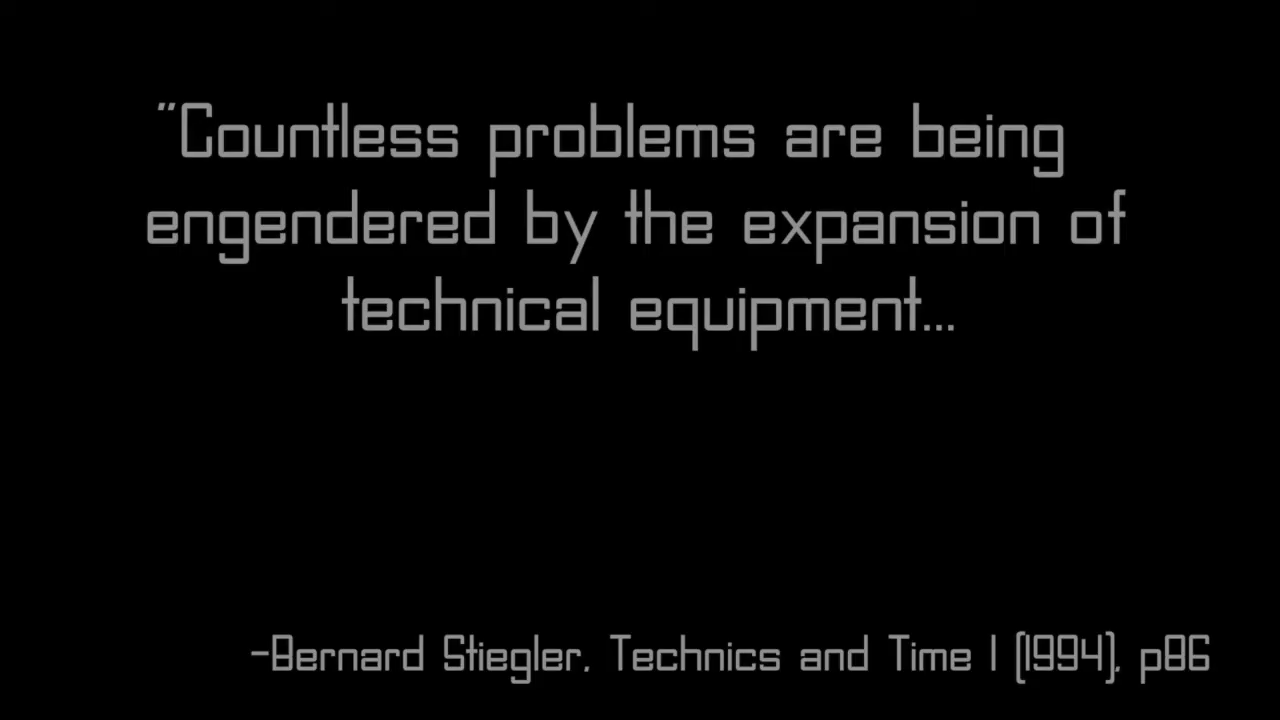 "Countless problems are being
engendered by the expansion of
technical equipment...
-Bernard Stiegler, Technics and Time 1 (1994), p86